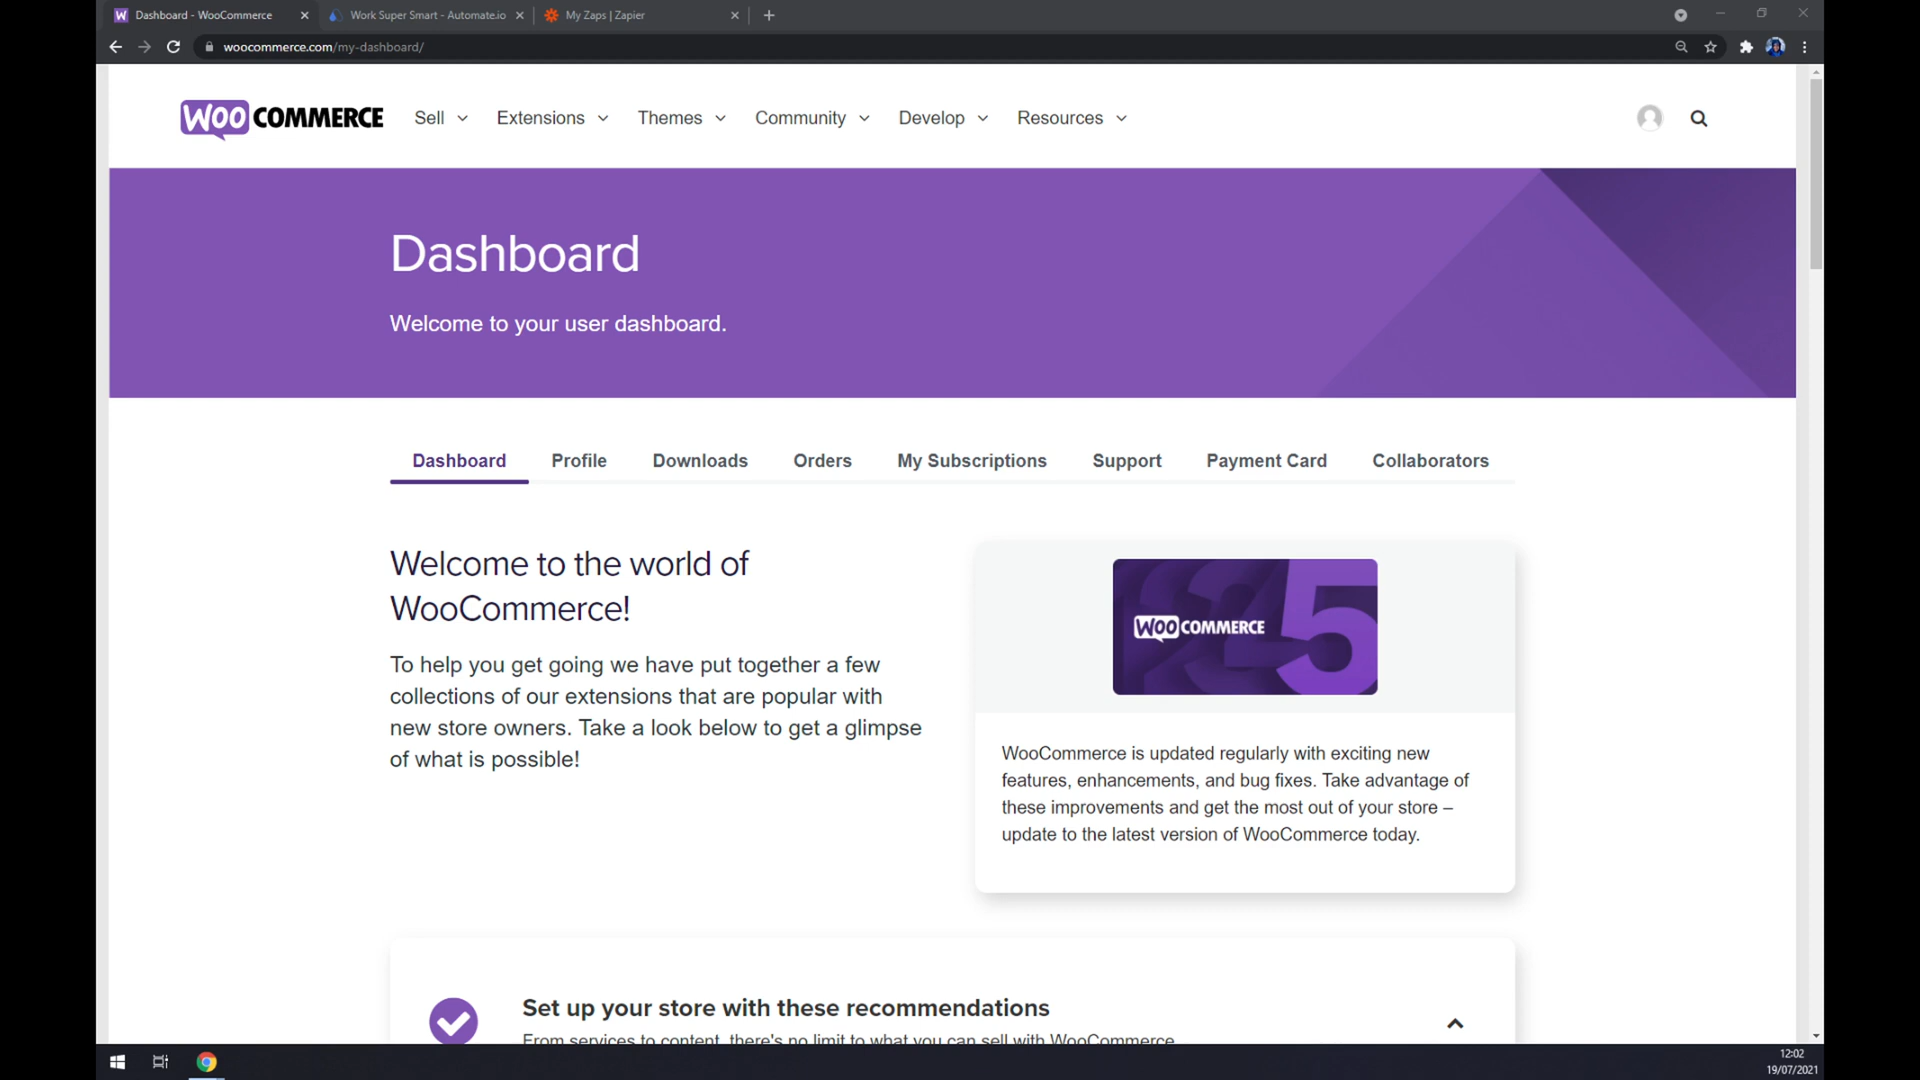 Dashboard - WooCommerce
Work Super Smart - Automate.io
My Zaps | Zapier
woocommerce.com/my-dashboard/
WOO COMMERCE
Sell
Extensions
Themes
Community
Develop
Resources
Dashboard
Welcome to your user dashboard.
Dashboard
Profile
Downloads
Orders
My Subscriptions
Support
Payment Card
Collaborators
Welcome to the world of
WooCommerce!
To help you get going we have put together a few
collections of our extensions that are popular with
new store owners. Take a look below to get a glimpse
of what is possible!
WOO COMMERCE 5
WooCommerce is updated regularly with exciting new
features, enhancements, and bug fixes. Take advantage of
these improvements and get the most out of your store –
update to the latest version of WooCommerce today.
Set up your store with these recommendations
From services to content, there's no limit to what you can sell with WooCommerce
12:02
19/07/2021